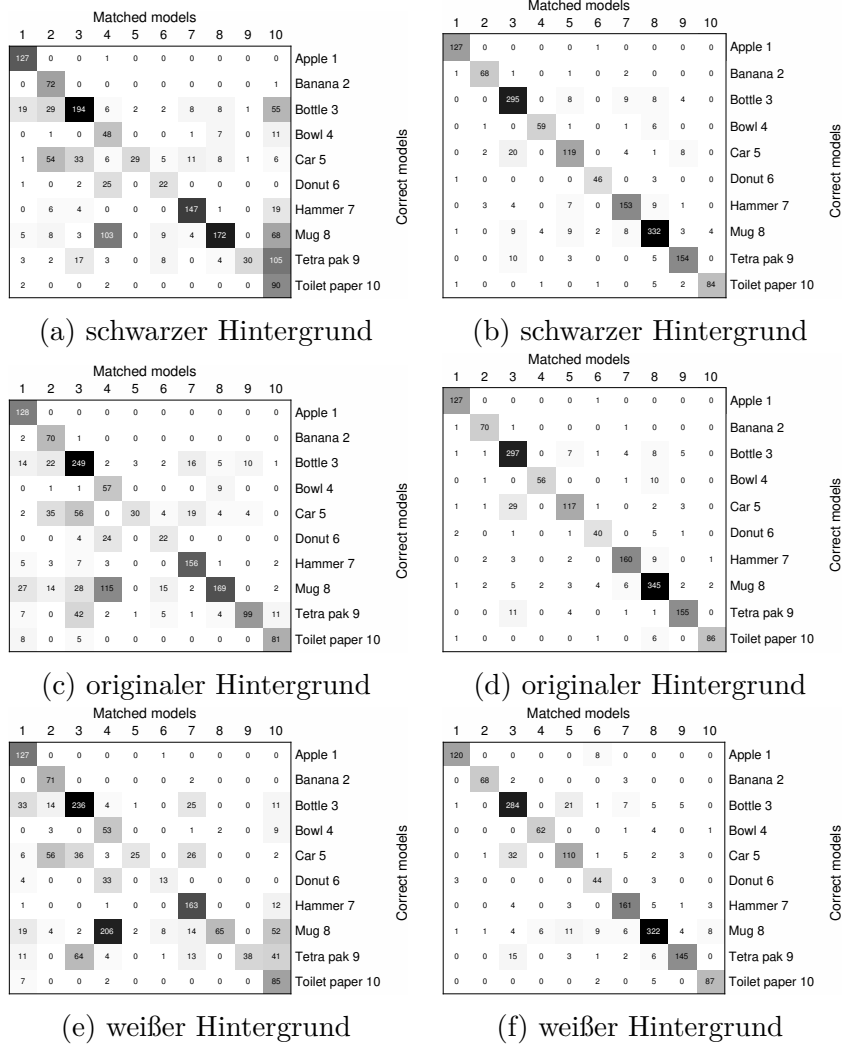 Matched models
1 2 3 4 5 6 7 8 9 10
127 0 0 1 0 0 0 0 0 0 Apple 1
0 72 0 0 0 0 0 0 0 1 Banana 2
19 29 194 6 2 2 8 8 1 55 Bottle 3
0 1 0 48 0 0 1 7 0 11 Bowl 4
1 54 33 6 29 5 11 8 1 6 Car 5
1 0 2 25 0 22 0 0 0 0 Donut 6
0 6 4 0 0 0 147 1 0 19 Hammer 7
5 8 3 103 0 9 4 172 0 68 Mug 8
3 2 17 3 0 8 0 4 30 105 Tetra pak 9
2 0 0 2 0 0 0 0 0 90 Toilet paper 10
Correct models
(a) schwarzer Hintergrund
Matched models
1 2 3 4 5 6 7 8 9 10
127 0 0 0 0 1 0 0 0 0 Apple 1
1 68 1 0 1 0 2 0 0 0 Banana 2
0 0 295 0 8 0 9 8 4 0 Bottle 3
0 1 0 59 1 0 1 6 0 0 Bowl 4
0 2 20 0 119 0 4 1 8 0 Car 5
1 0 0 0 0 46 0 3 0 0 Donut 6
0 3 4 0 7 0 153 9 1 0 Hammer 7
1 0 9 4 9 2 8 332 3 4 Mug 8
0 0 10 0 3 0 0 5 154 0 Tetra pak 9
1 0 0 1 0 1 0 5 2 84 Toilet paper 10
Correct models
(b) schwarzer Hintergrund
Matched models
1 2 3 4 5 6 7 8 9 10
128 0 0 0 0 0 0 0 0 0 Apple 1
2 70 1 0 0 0 0 0 0 0 Banana 2
14 22 249 2 3 2 16 5 10 1 Bottle 3
0 1 1 57 0 0 0 9 0 0 Bowl 4
2 35 56 0 30 4 19 4 4 0 Car 5
0 0 4 24 0 22 0 0 0 0 Donut 6
5 3 7 3 0 0 156 1 0 2 Hammer 7
27 14 28 115 0 15 2 169 0 2 Mug 8
7 0 42 2 1 5 1 4 99 11 Tetra pak 9
8 0 5 0 0 0 0 0 0 81 Toilet paper 10
Correct models
(c) originaler Hintergrund
Matched models
1 2 3 4 5 6 7 8 9 10
127 0 0 0 0 1 0 0 0 0 Apple 1
1 70 1 0 0 0 0 1 0 0 Banana 2
1 1 297 0 7 1 4 8 5 0 Bottle 3
0 1 0 56 0 0 1 10 0 0 Bowl 4
1 1 29 0 117 1 0 2 3 0 Car 5
2 0 1 0 1 40 0 5 1 0 Donut 6
0 2 3 0 2 0 160 9 0 1 Hammer 7
1 2 5 2 3 4 6 345 2 2 Mug 8
0 0 11 0 4 0 1 1 155 0 Tetra pak 9
1 0 0 0 0 1 0 6 0 86 Toilet paper 10
Correct models
(d) originaler Hintergrund
Matched models
1 2 3 4 5 6 7 8 9 10
127 0 0 0 0 1 0 0 0 0 Apple 1
0 71 0 0 0 0 2 0 0 0 Banana 2
33 14 236 4 1 0 25 0 0 11 Bottle 3
0 3 0 53 0 0 1 2 0 9 Bowl 4
6 56 36 3 25 0 26 0 0 2 Car 5
4 0 0 33 0 13 0 0 0 0 Donut 6
1 0 0 1 0 0 163 0 0 12 Hammer 7
19 4 2 206 2 8 14 65 0 52 Mug 8
11 0 64 4 0 1 13 0 38 41 Tetra pak 9
7 0 0 2 0 0 0 0 0 85 Toilet paper 10
Correct models
(e) weißer Hintergrund
Matched models
1 2 3 4 5 6 7 8 9 10
120 0 0 0 0 8 0 0 0 0 Apple 1
0 68 2 0 0 0 3 0 0 0 Banana 2
1 0 284 0 21 1 7 5 5 0 Bottle 3
0 0 0 62 0 0 1 4 0 1 Bowl 4
0 1 32 0 110 1 5 2 3 0 Car 5
3 0 0 0 0 44 0 3 0 0 Donut 6
0 0 4 0 3 0 161 5 1 3 Hammer 7
1 1 4 6 11 9 6 322 4 8 Mug 8
0 0 15 0 3 1 2 6 145 0 Tetra pak 9
0 0 0 0 0 2 0 5 0 87 Toilet paper 10
Correct models
(f) weißer Hintergrund